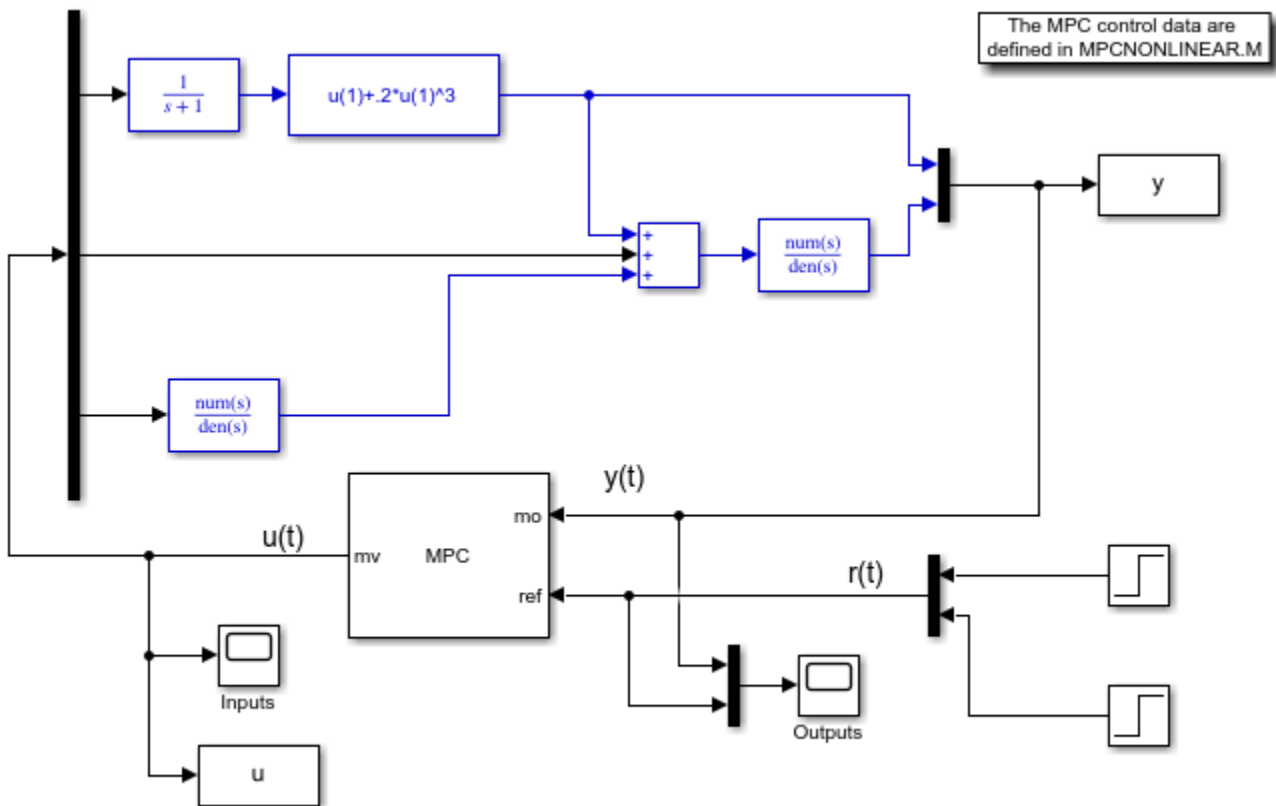 The MPC control data are
defined in MPCNONLINEAR.M
1
s + 1
u(1)+.2*u(1)^3
y
+
+
+
num(s)
den(s)
num(s)
den(s)
y(t)
mo
u(t)
mv
MPC
r(t)
ref
Inputs
Outputs
u